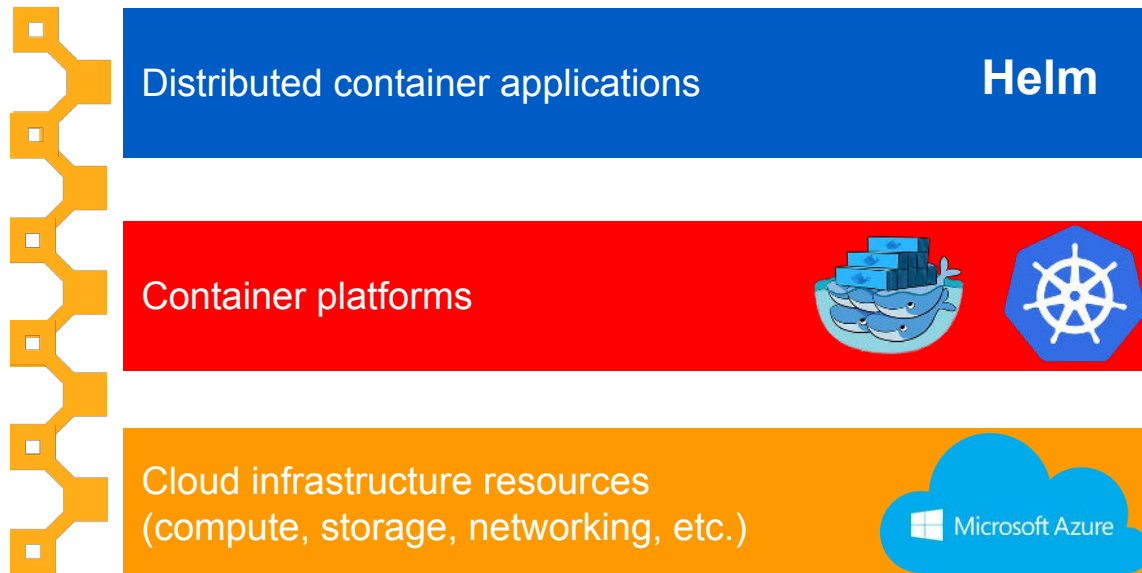 Distributed container applications
Helm
Container platforms
Cloud infrastructure resources
(compute, storage, networking, etc.)
Microsoft Azure